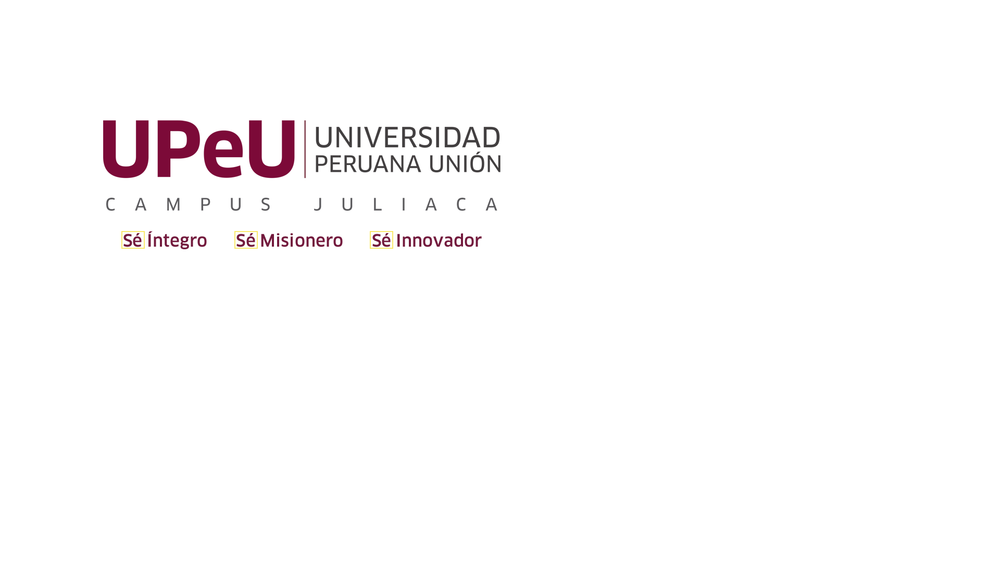 UPeU
UNIVERSIDAD
PERUANA UNIÓN
CAMPUS JULIACA
Sé Íntegro Sé Misionero Sé Innovador